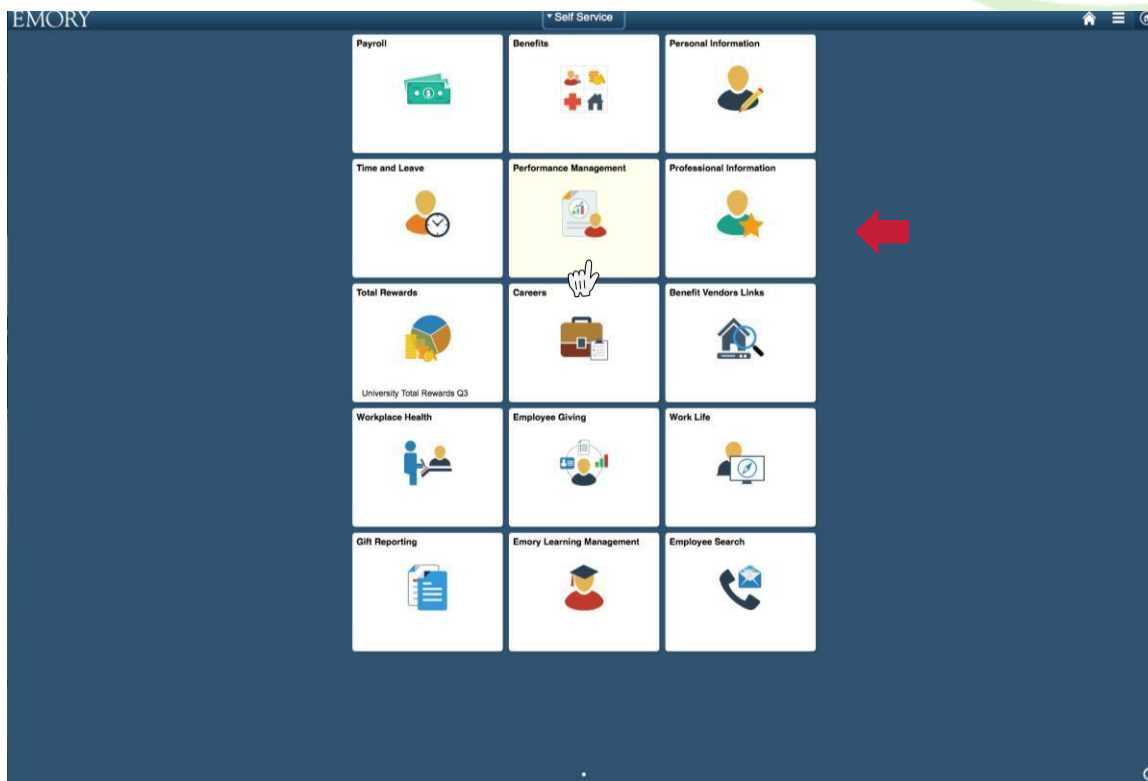 EMORY
Self Service
Payroll
Benefits
Personal Information
Time and Leave
Performance Management
Professional Information
Total Rewards
University Total Rewards Q3
Careers
Benefit Vendors Links
Workplace Health
Employee Giving
Work Life
Gift Reporting
Emory Learning Management
Employee Search